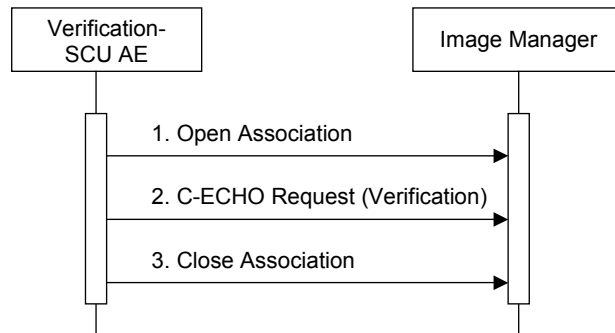 Verification-
SCU AE
Image Manager
1. Open Association
2. C-ECHO Request (Verification)
3. Close Association